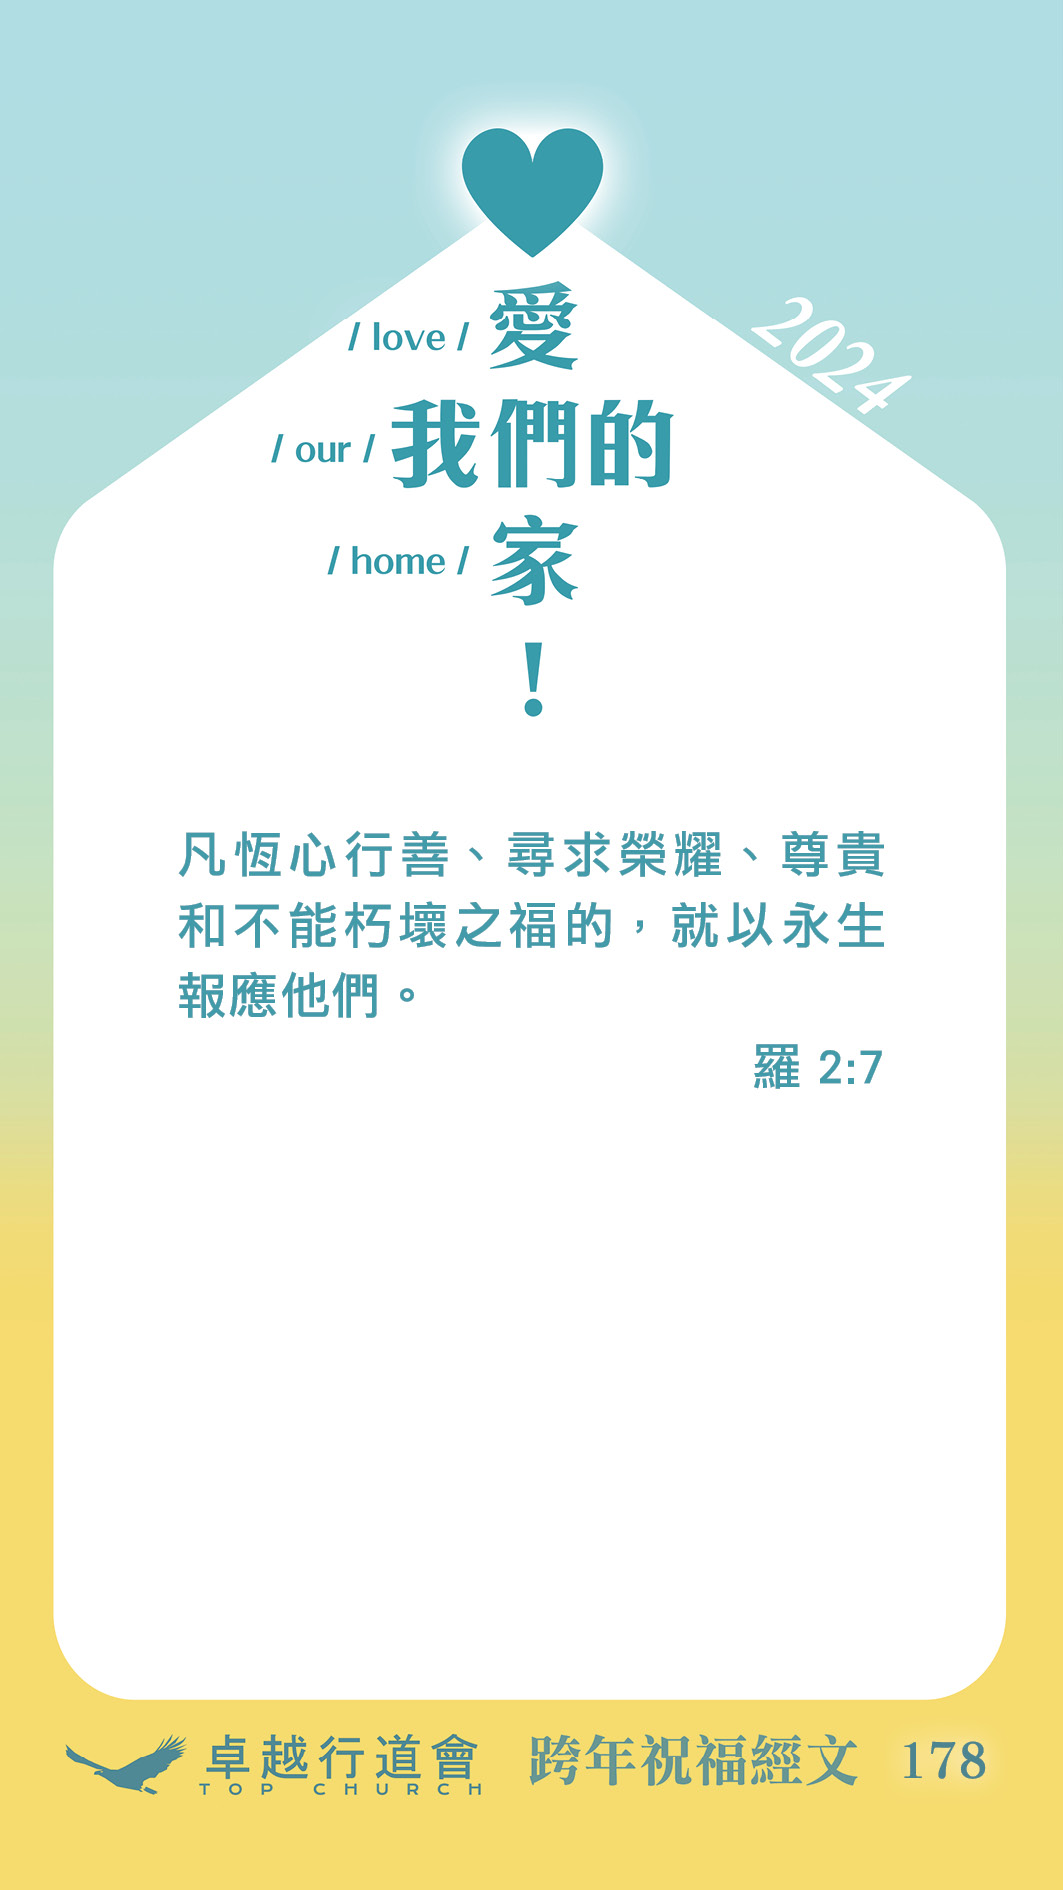 / love / 愛
2024
/ our / 我們的
/ home / 家
！
凡恆心行善、尋求榮耀、尊貴
和不能朽壞之福的，就以永生
報應他們。
羅 2:7
卓越行道會
TOP CHURCH
跨年祝福經文 178